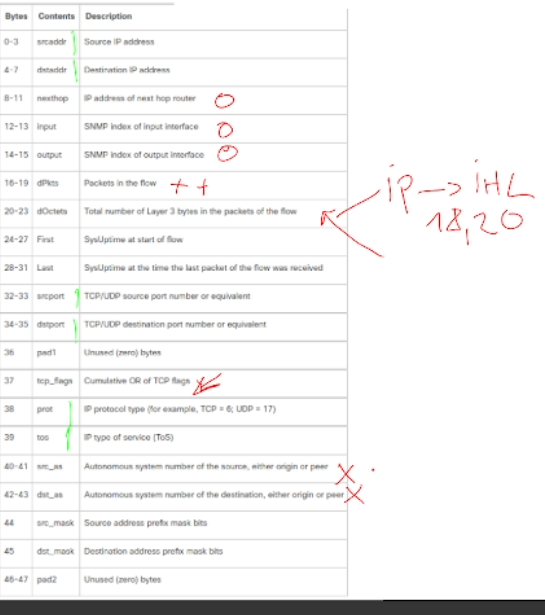 Bytes Contents Description
0-3 srcaddr Source IP address
4-7 dstaddr Destination IP address
8-11 nexthop IP address of next hop router O
12-13 input SNMP index of input interface O
14-15 output SNMP index of output interface O
16-19 dPkts Packets in the flow ++
20-23 dOctets Total number of Layer 3 bytes in the packets of the flow
iP → iHL
18,20
24-27 First SysUptime at start of flow
28-31 Last SysUptime at the time the last packet of the flow was received
32-33 srcport TCP/UDP source port number or equivalent
34-35 dstport TCP/UDP destination port number or equivalent
36 pad1 Unused (zero) bytes
37 tcp_flags Cumulative OR of TCP flags
38 prot IP protocol type (for example, TCP = 6; UDP = 17)
39 tos IP type of service (ToS)
40-41 src_as Autonomous system number of the source, either origin or peer X
42-43 dst_as Autonomous system number of the destination, either origin or peer X
44 src_mask Source address prefix mask bits
45 dst_mask Destination address prefix mask bits
46-47 pad2 Unused (zero) bytes